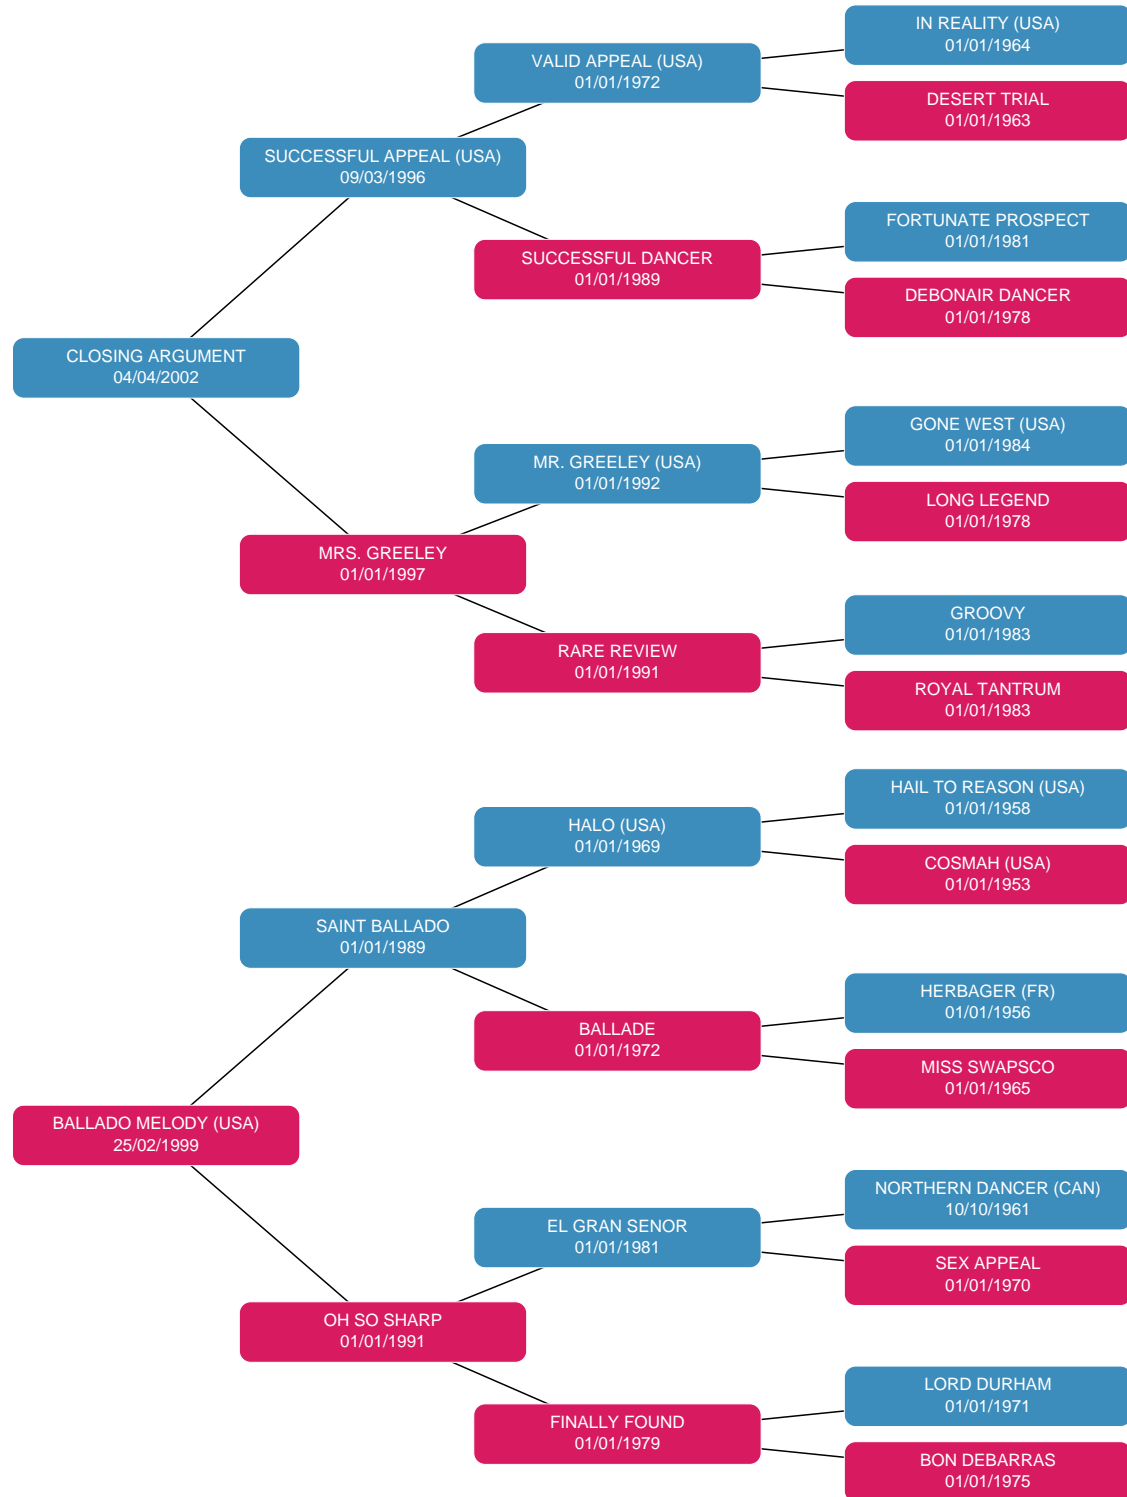 IN REALITY (USA)
01/01/1964
VALID APPEAL (USA)
01/01/1972
DESERT TRIAL
01/01/1963
SUCCESSFUL APPEAL (USA)
09/03/1996
FORTUNATE PROSPECT
01/01/1981
SUCCESSFUL DANCER
01/01/1989
DEBONAIR DANCER
01/01/1978
CLOSING ARGUMENT
04/04/2002
GONE WEST (USA)
01/01/1984
MR. GREELEY (USA)
01/01/1992
LONG LEGEND
01/01/1978
MRS. GREELEY
01/01/1997
GROOVY
01/01/1983
RARE REVIEW
01/01/1991
ROYAL TANTRUM
01/01/1983
HAIL TO REASON (USA)
01/01/1958
HALO (USA)
01/01/1969
COSMAH (USA)
01/01/1953
SAINT BALLADO
01/01/1989
HERBAGER (FR)
01/01/1956
BALLADE
01/01/1972
MISS SWAPSCO
01/01/1965
BALLADO MELODY (USA)
25/02/1999
NORTHERN DANCER (CAN)
10/10/1961
EL GRAN SENOR
01/01/1981
SEX APPEAL
01/01/1970
OH SO SHARP
01/01/1991
LORD DURHAM
01/01/1971
FINALLY FOUND
01/01/1979
BON DEBARRAS
01/01/1975